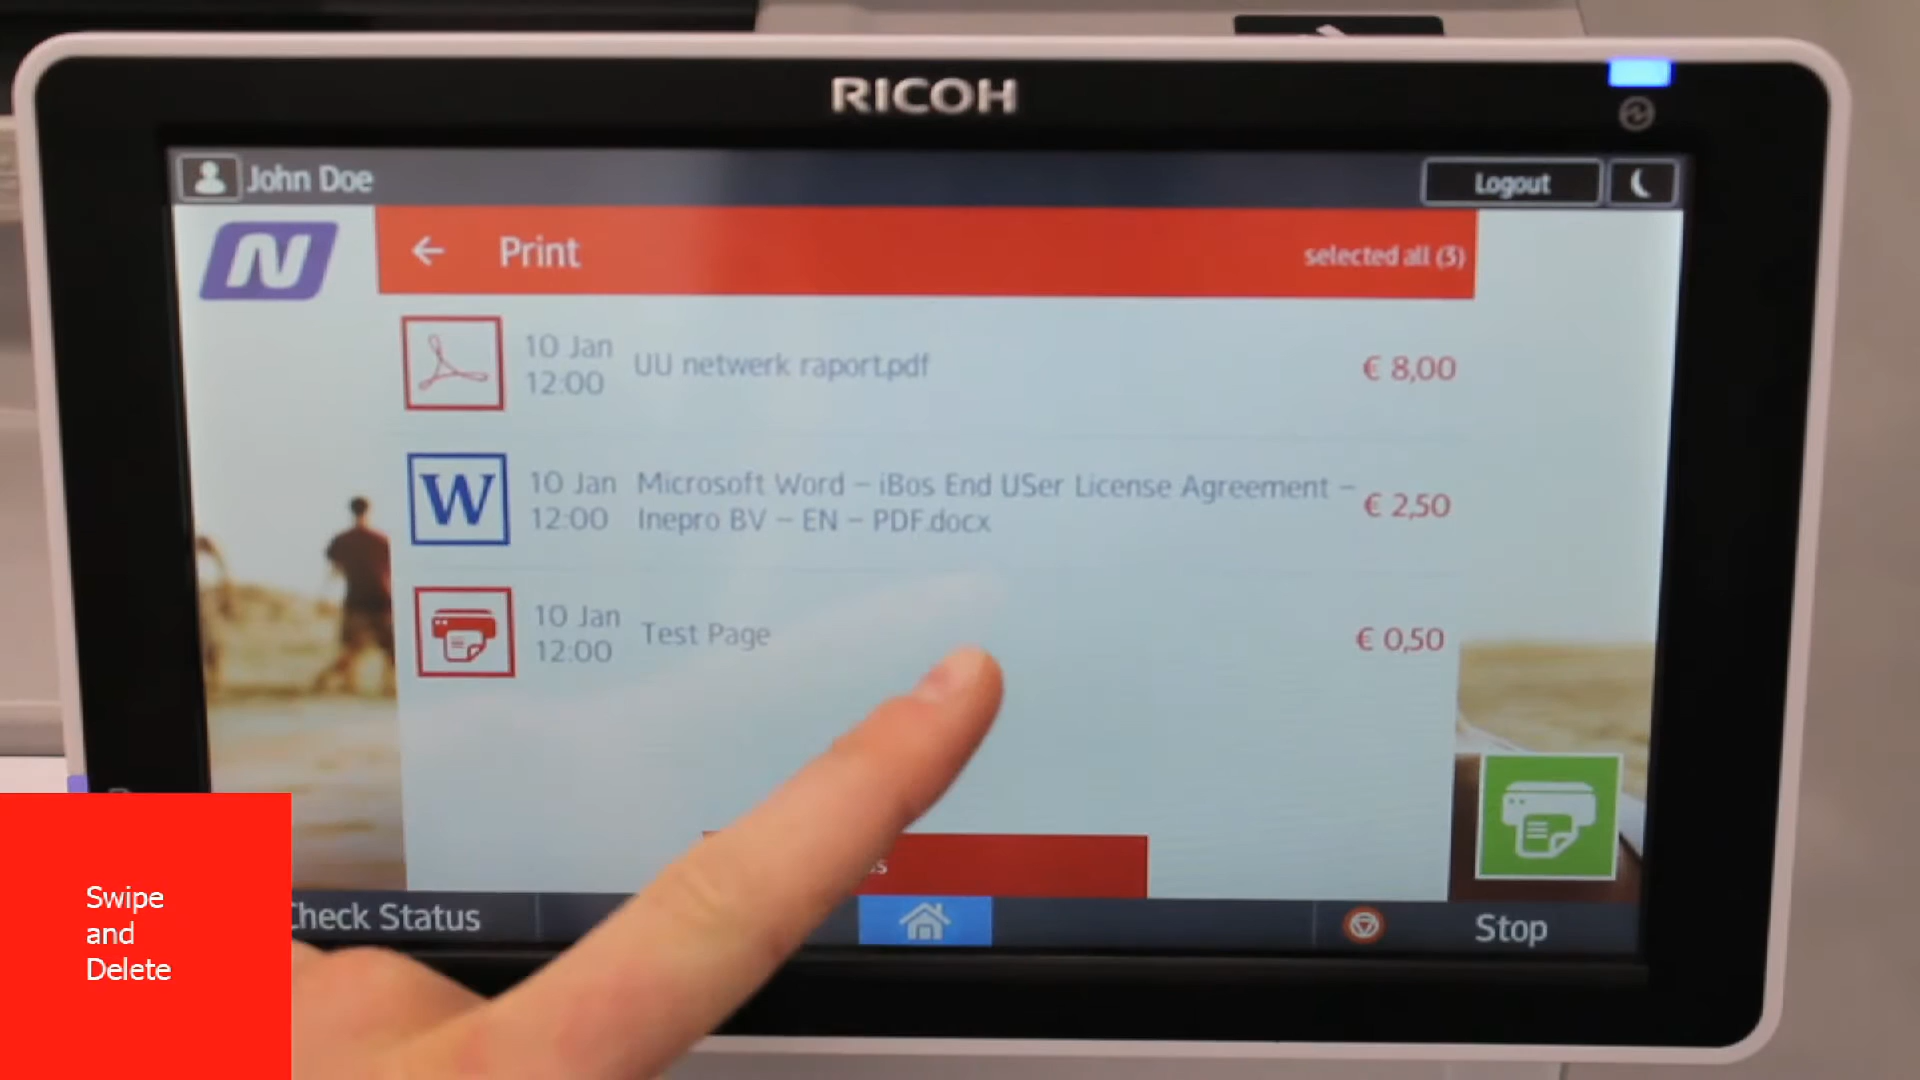 RICOH
John Doe
Logout
N
Print
selected all (3)
10 Jan
12:00
UU netwerk raport.pdf
€ 8,00
W
10 Jan
12:00
Microsoft Word – iBos End USer License Agreement –
Inepro BV – EN – PDF.docx
€ 2,50
10 Jan
12:00
Test Page
€ 0,50
Check Status
Stop
Swipe
and
Delete